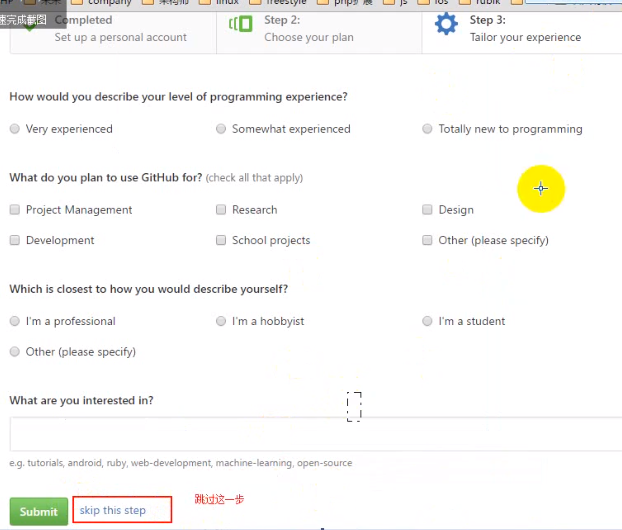 company
linux
freestyle
js
ios
rubik
速完成截图
Completed
Set up a personal account
Step 2:
Choose your plan
Step 3:
Tailor your experience
How would you describe your level of programming experience?
Very experienced
Somewhat experienced
Totally new to programming
What do you plan to use GitHub for? (check all that apply)
Project Management
Research
Design
Development
School projects
Other (please specify)
Which is closest to how you would describe yourself?
I'm a professional
I'm a hobbyist
I'm a student
Other (please specify)
What are you interested in?
e.g. tutorials, android, ruby, web-development, machine-learning, open-source
Submit
skip this step
跳过这一步